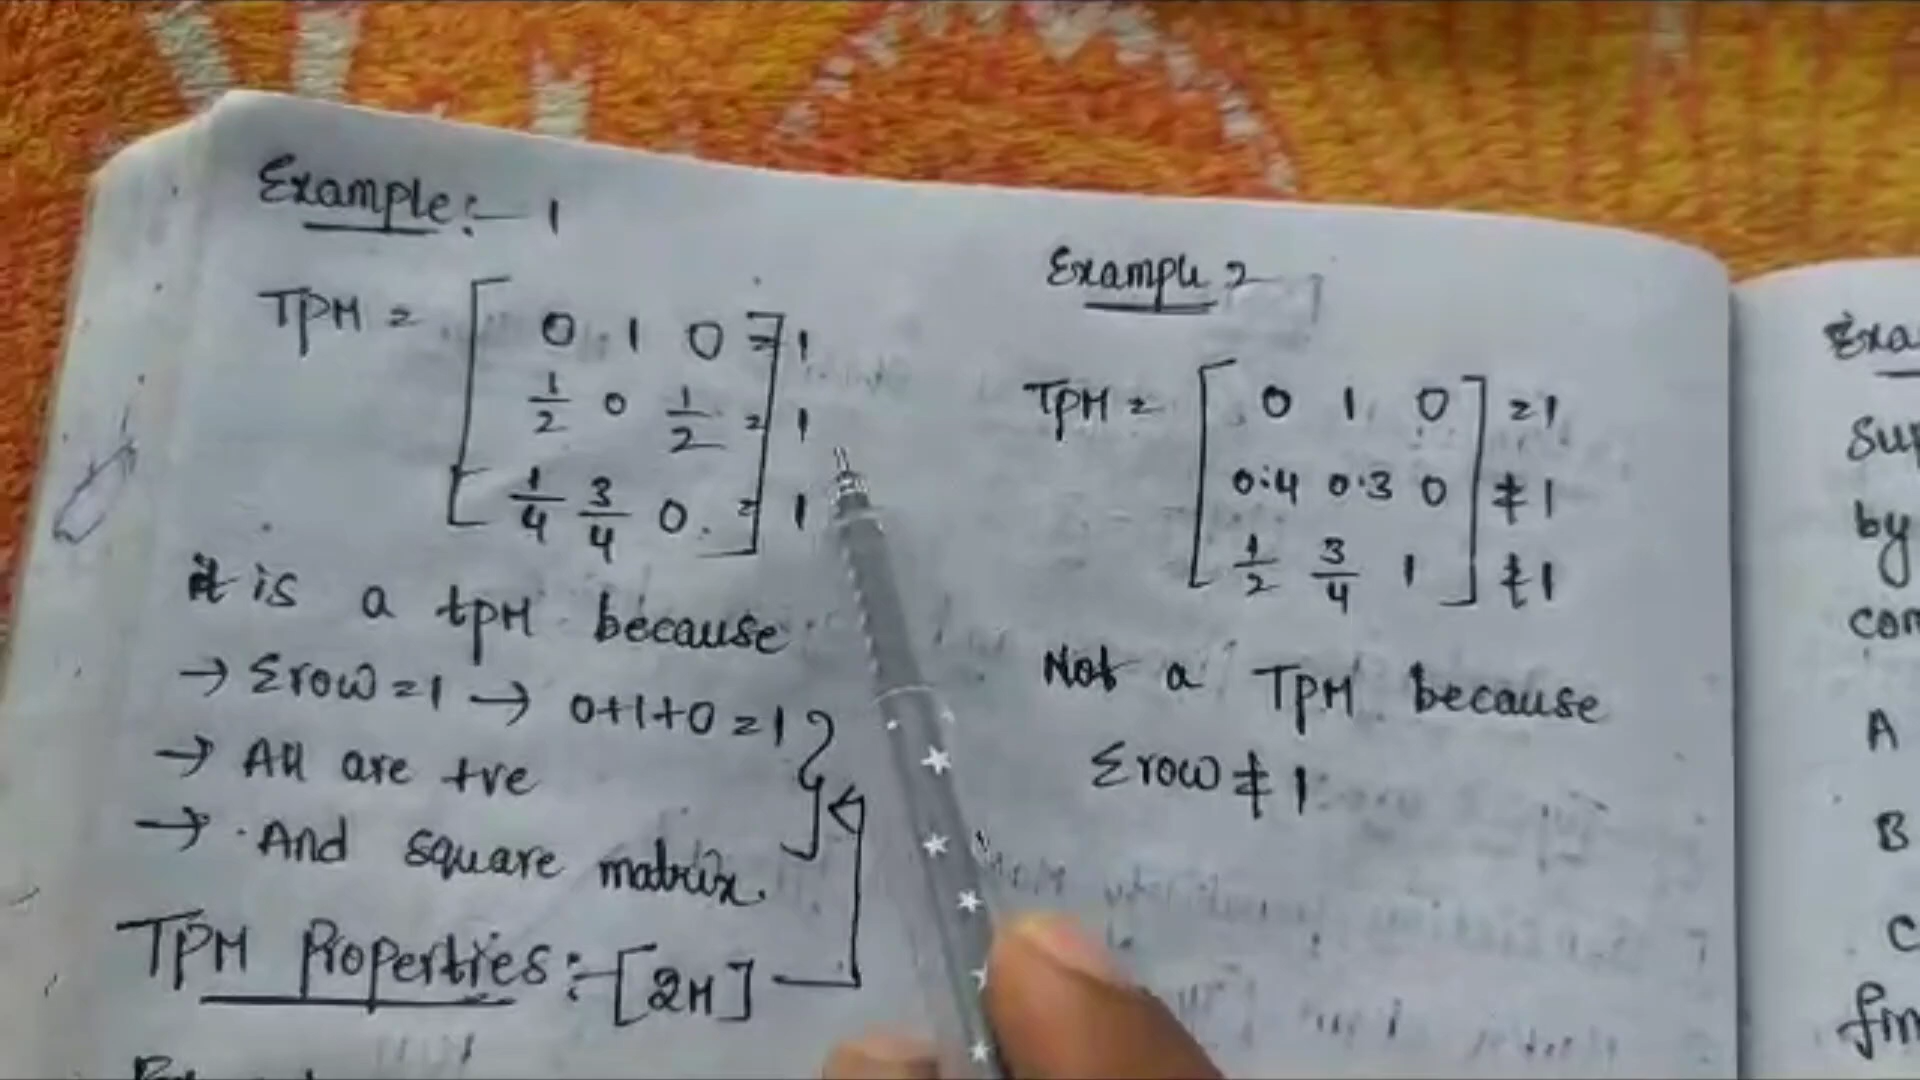 Example:- 1
TPM = [ 0 1 0 ] = 1
1/2 0 1/2 = 1
1/4 3/4 0 = 1
it is a tpM because
→ Σrow = 1 → 0+1+0 = 1
→ All are +ve
→ And square matrix.
TPM Properties:- [2M]
Example 2
TPM = [ 0 1 0 ] = 1
0.4 0.3 0 ≠ 1
1/2 3/4 1 ≠ 1
Not a TPM because
Σrow ≠ 1
Exa
Sup
by
con
A
B
C
fin